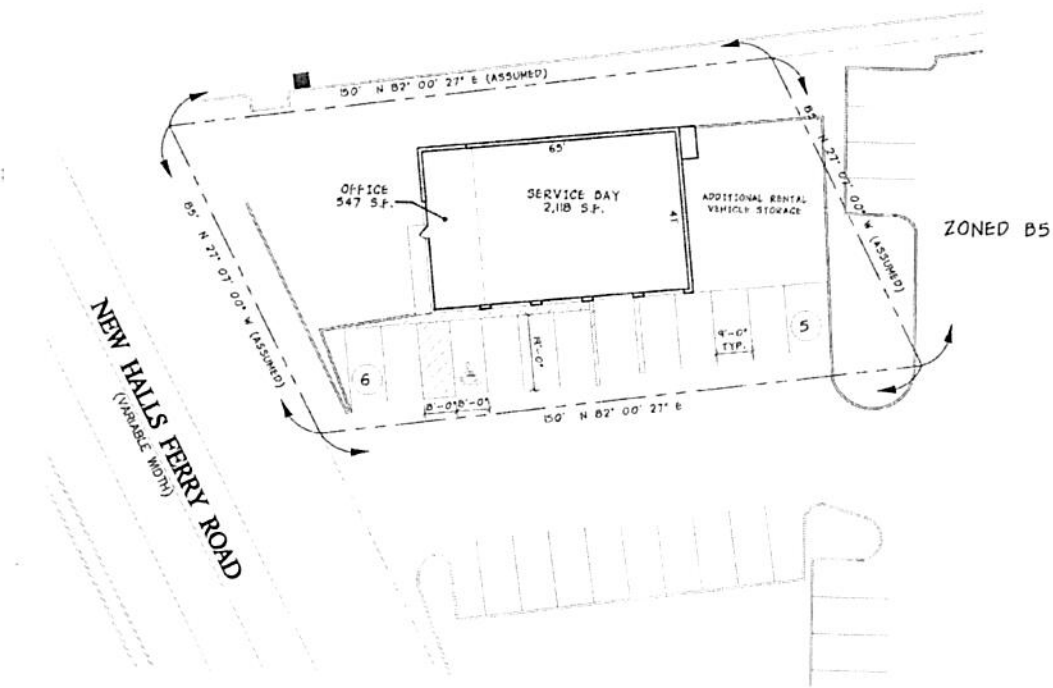 150' N 82° 00' 27" E (ASSUMED)
85' N 27° 07' 00" W (ASSUMED)
65'
OFFICE
547 S.F.
SERVICE BAY
2,118 S.F.
41'
ADDITIONAL RENTAL
VEHICLE STORAGE
85' N 27° 07' 00" W (ASSUMED)
ZONED B5
NEW HALLS FERRY ROAD
(VARIABLE WIDTH)
6
8'-0"
8'-0"
19'-0"
9'-0"
TYP.
5
150' N 82° 00' 27" E